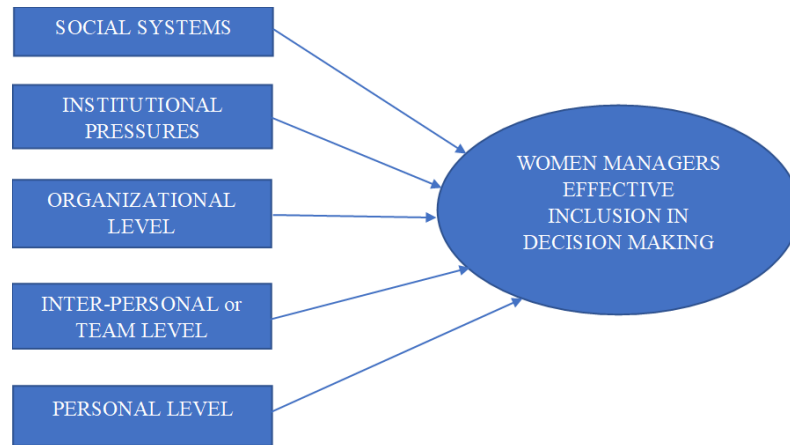 SOCIAL SYSTEMS
INSTITUTIONAL
PRESSURES
ORGANIZATIONAL
LEVEL
INTER-PERSONAL or
TEAM LEVEL
PERSONAL LEVEL
WOMEN MANAGERS
EFFECTIVE
INCLUSION IN
DECISION MAKING